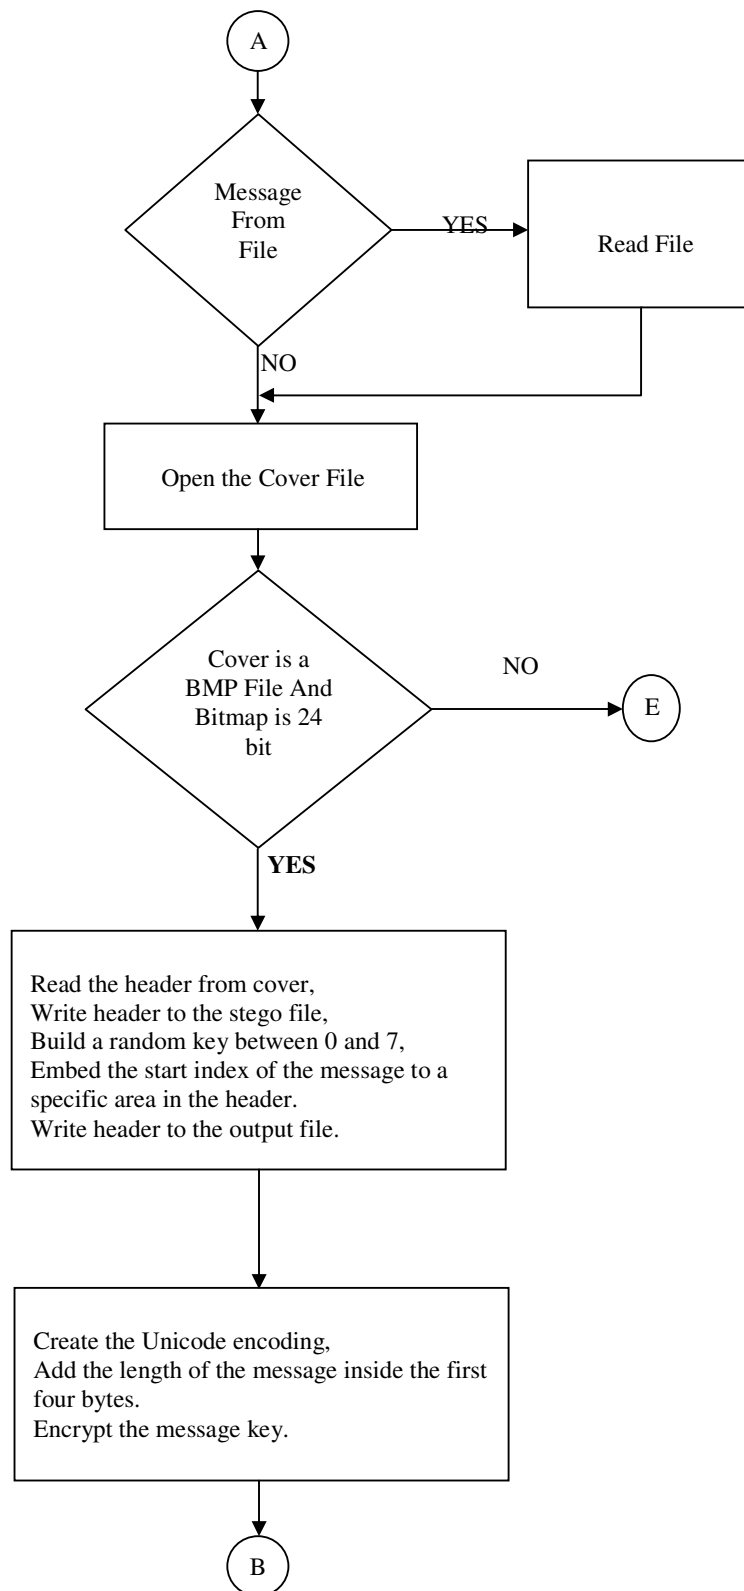 A
Message
From
File
YES
Read File
NO
Open the Cover File
Cover is a
BMP File And
Bitmap is 24
bit
NO
E
YES
Read the header from cover,
Write header to the stego file,
Build a random key between 0 and 7,
Embed the start index of the message to a
specific area in the header.
Write header to the output file.
Create the Unicode encoding,
Add the length of the message inside the first
four bytes.
Encrypt the message key.
B